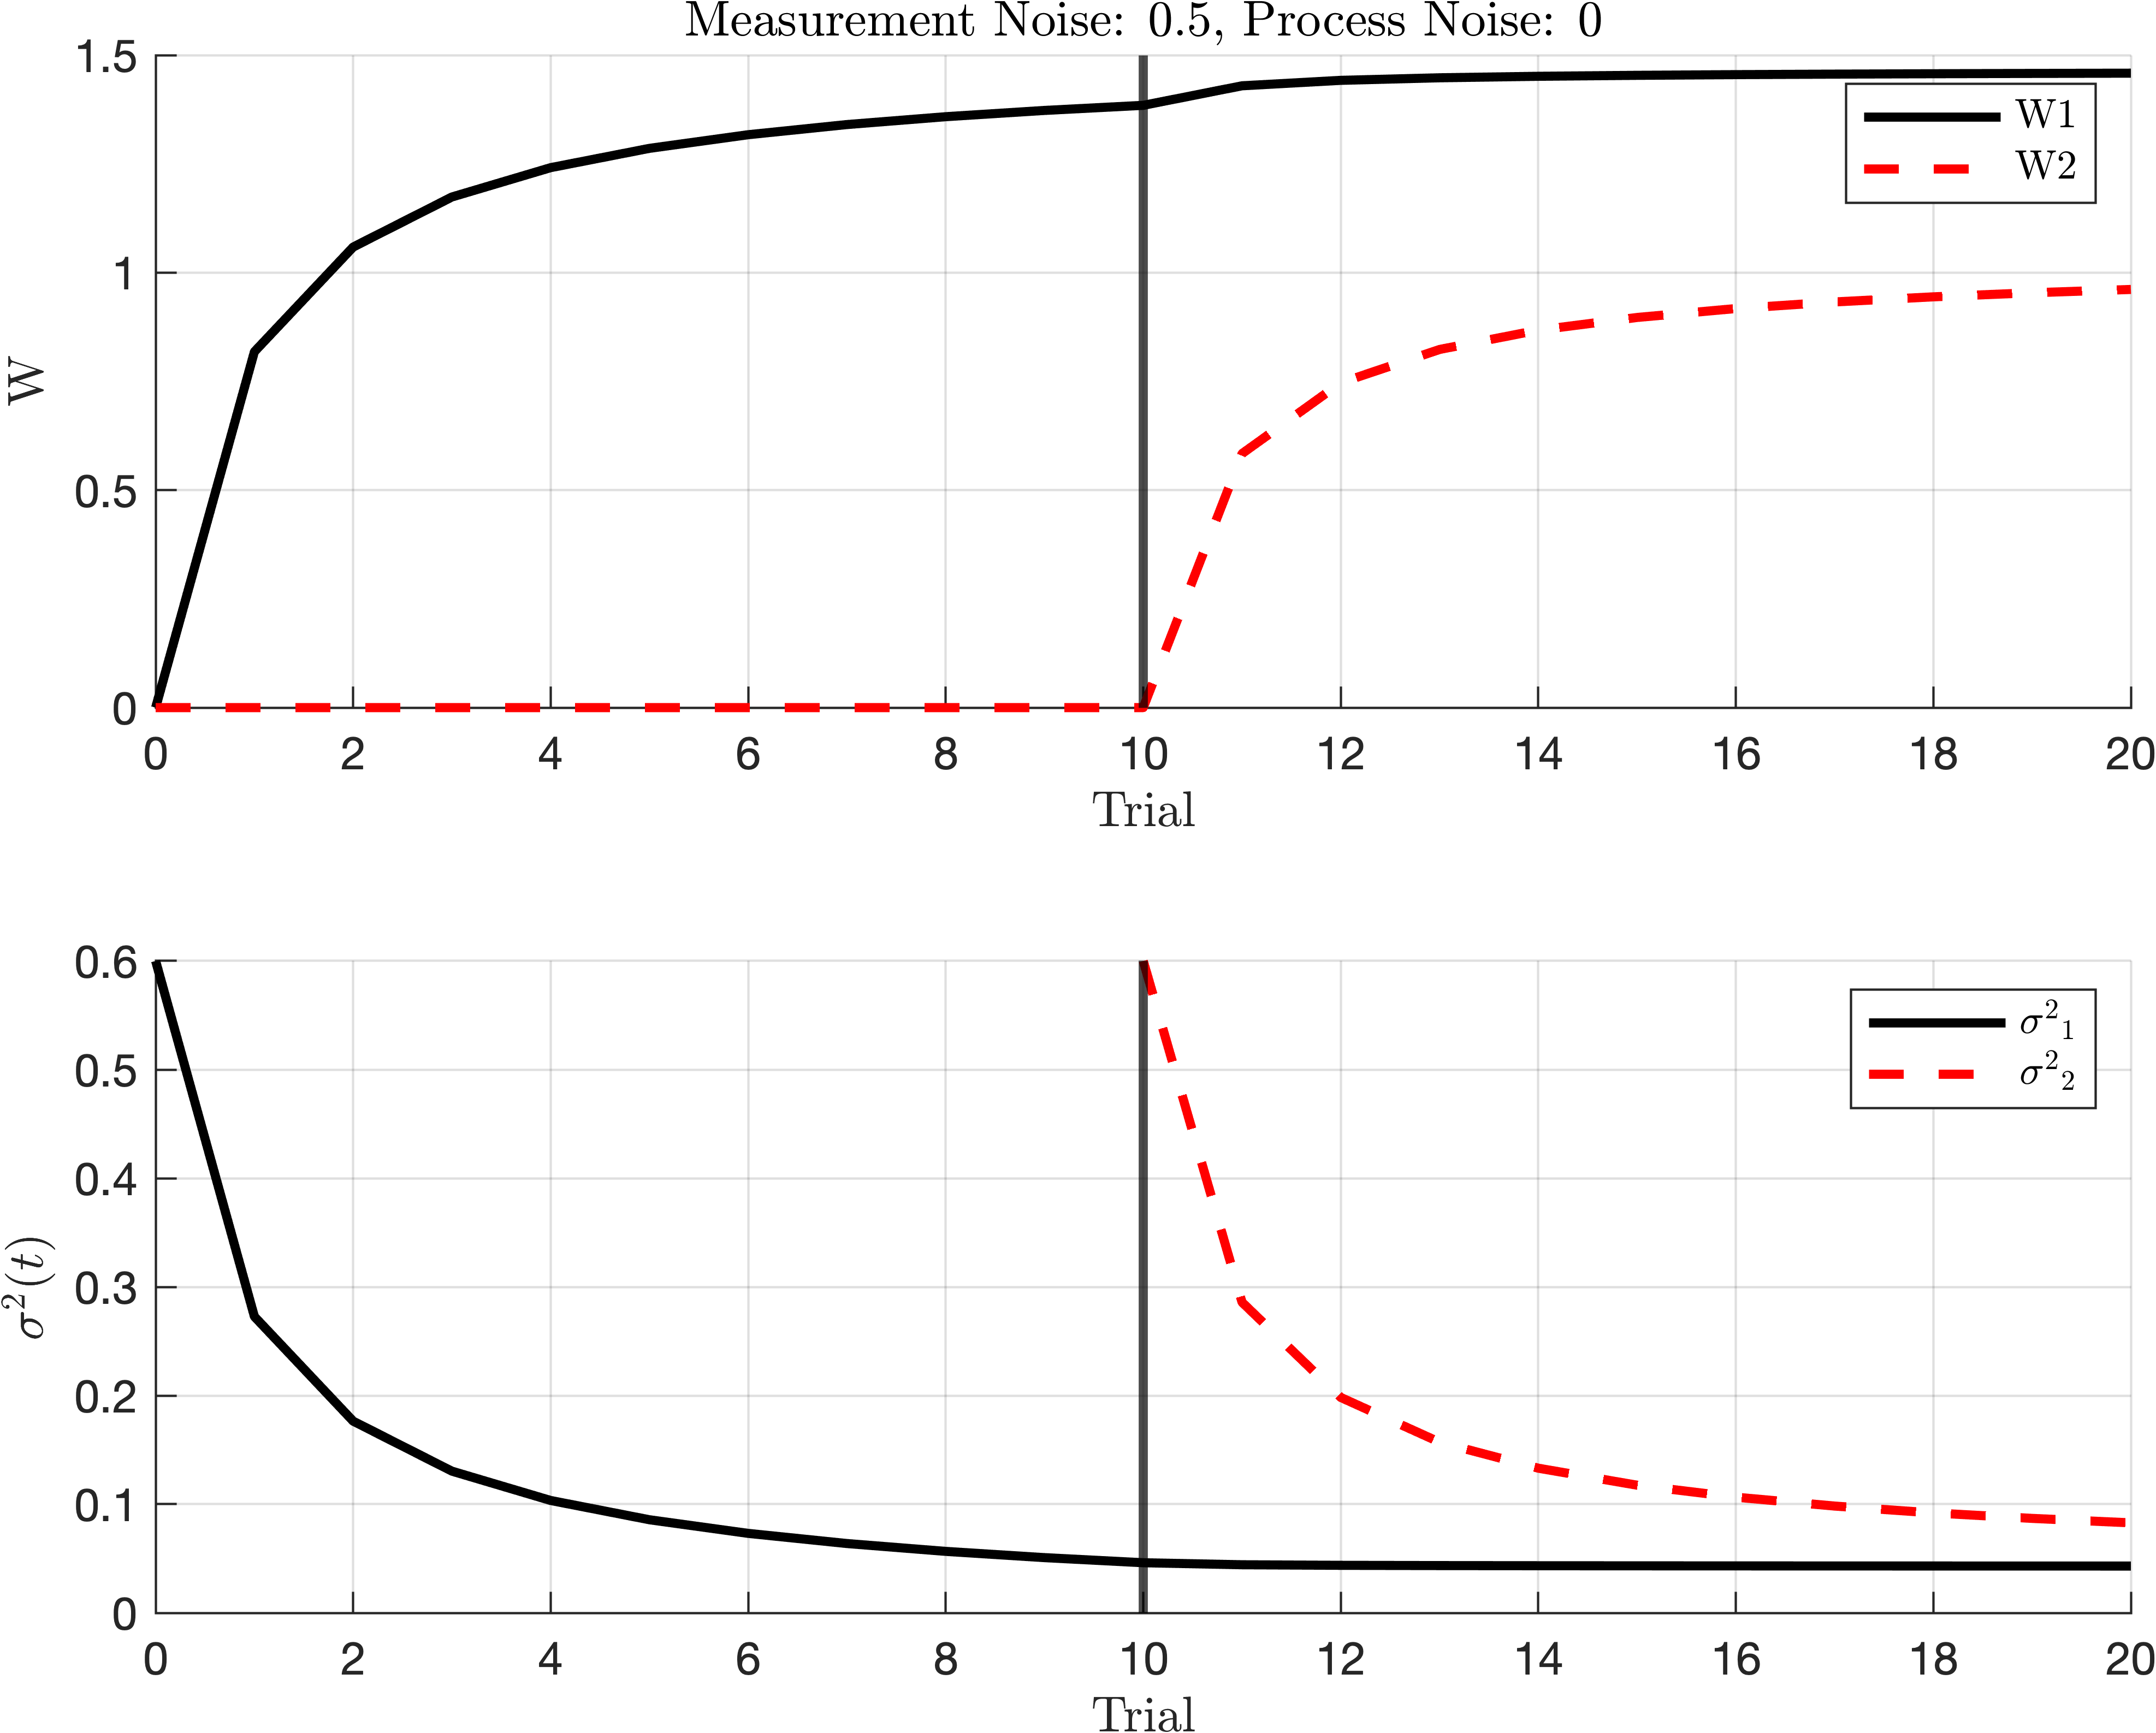 Measurement Noise: 0.5, Process Noise: 0
1.5
1
0.5
0
W
W1
W2
0 2 4 6 8 10 12 14 16 18 20
Trial
0.6
0.5
0.4
0.3
0.2
0.1
0
σ²(t)
σ²₁
σ²₂
0 2 4 6 8 10 12 14 16 18 20
Trial